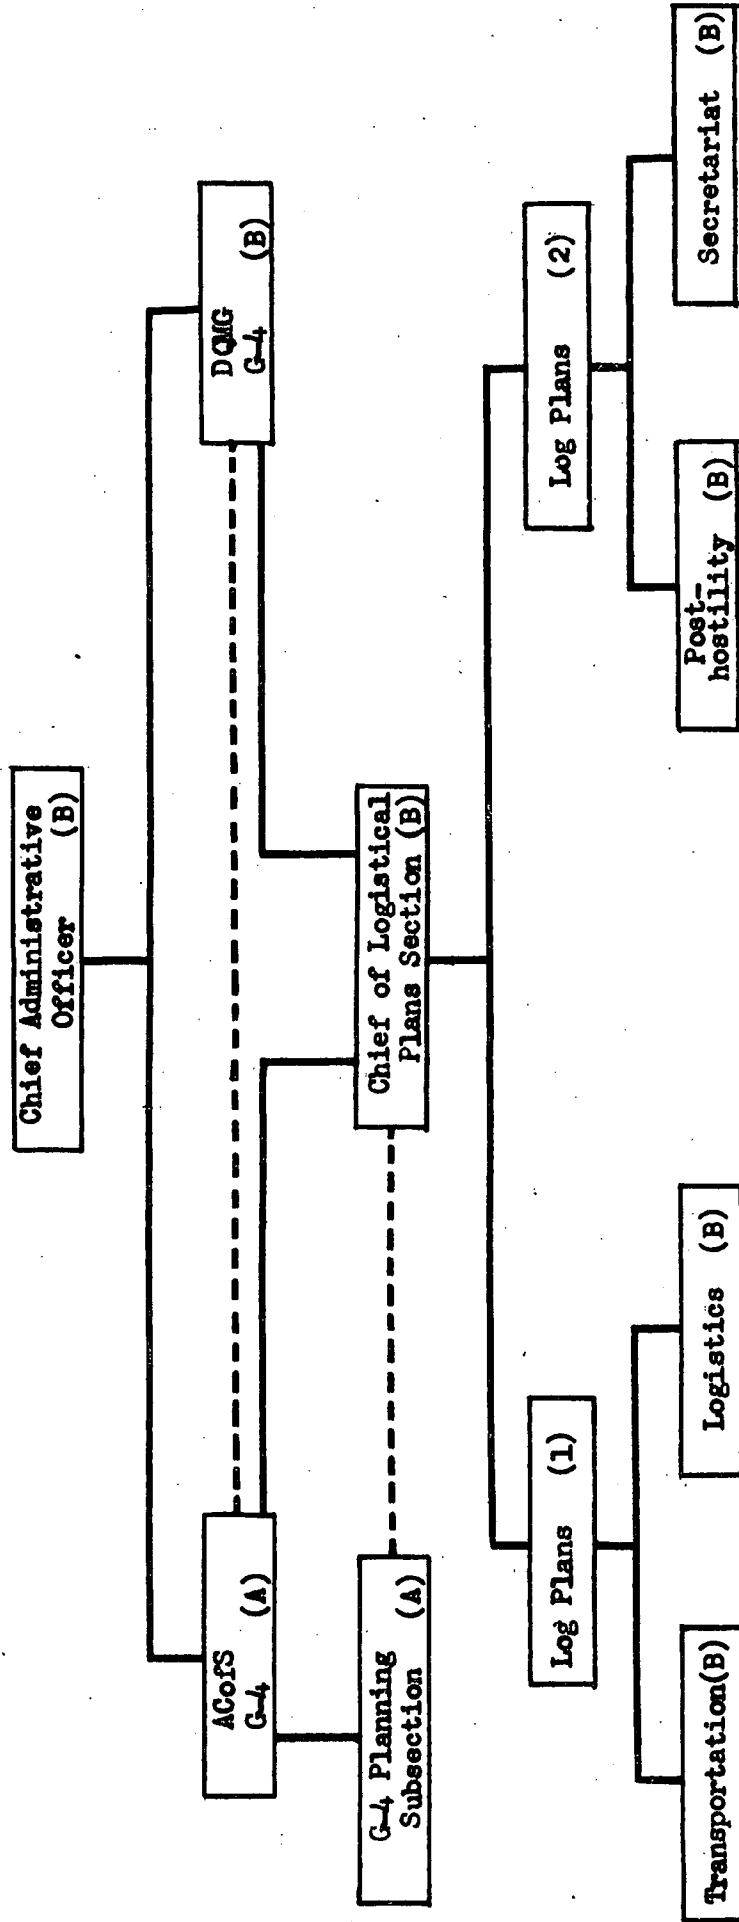 Chief Administrative
Officer (B)
ACofS
G-4 (A)
DQMG
G-4 (B)
G-4 Planning
Subsection (A)
Chief of Logistical
Plans Section (B)
Log Plans (1)
Log Plans (2)
Transportation(B)
Logistics (B)
Post-
hostility (B)
Secretariat (B)